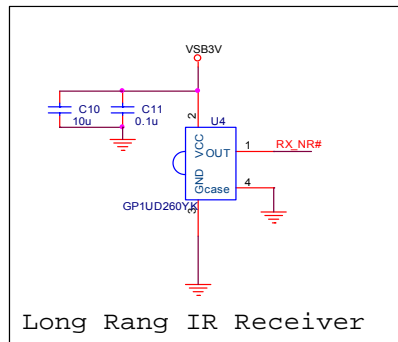 VSB3V
C10
10u
C11
0.1u
2
U4
VCC
OUT
1
RX_NR#
GND
case
4
GP1UD260YK
3
Long Rang IR Receiver